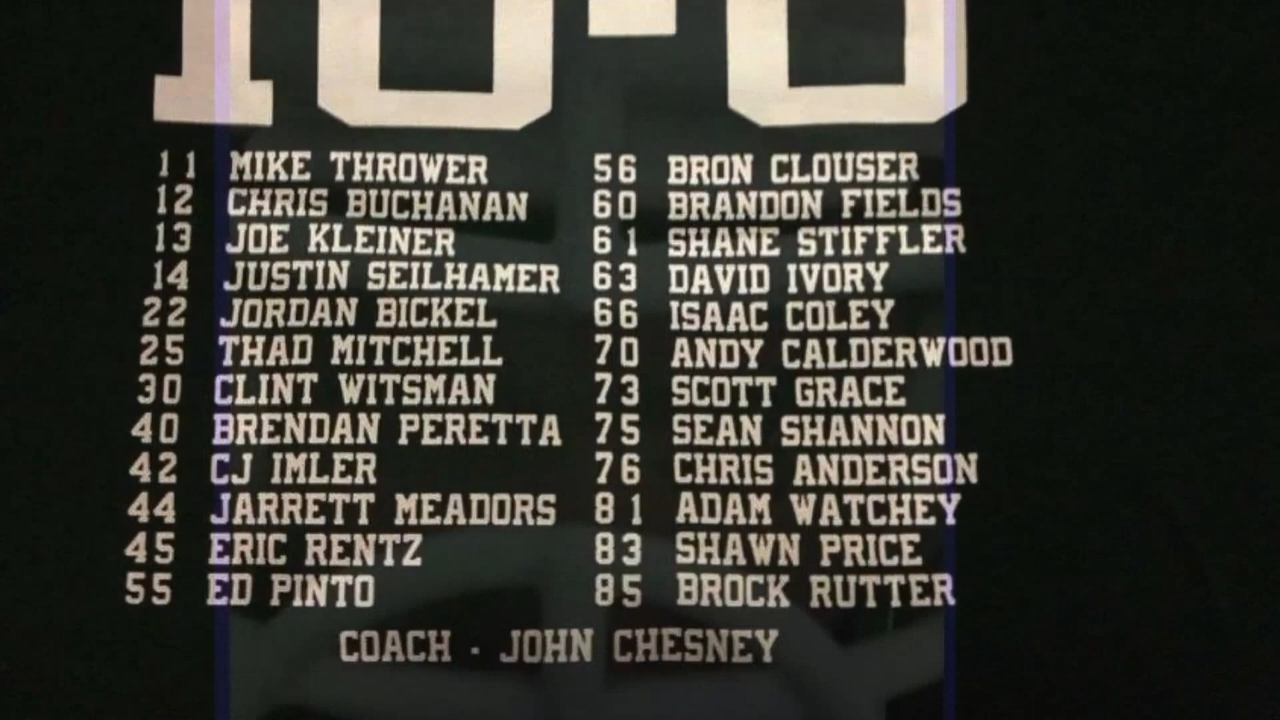 10-0
11 MIKE THROWER
12 CHRIS BUCHANAN
13 JOE KLEINER
14 JUSTIN SEILHAMER
22 JORDAN BICKEL
25 THAD MITCHELL
30 CLINT WITSMAN
40 BRENDAN PERETTA
42 CJ IMLER
44 JARRETT MEADORS
45 ERIC RENTZ
55 ED PINTO
56 BRON CLOUSER
60 BRANDON FIELDS
61 SHANE STIFFLER
63 DAVID IVORY
66 ISAAC COLEY
70 ANDY CALDERWOOD
73 SCOTT GRACE
75 SEAN SHANNON
76 CHRIS ANDERSON
81 ADAM WATCHEY
83 SHAWN PRICE
85 BROCK RUTTER
COACH - JOHN CHESNEY